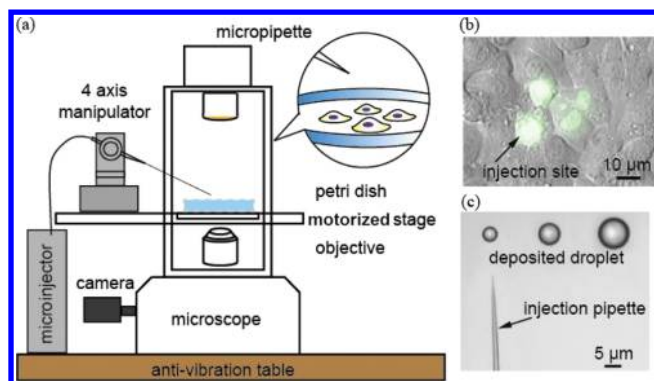 (a)
micropipette
4 axis
manipulator
petri dish
motorized stage
objective
microinjector
camera
microscope
anti-vibration table
(b)
injection site
10 μm
(c)
deposited droplet
injection pipette
5 μm